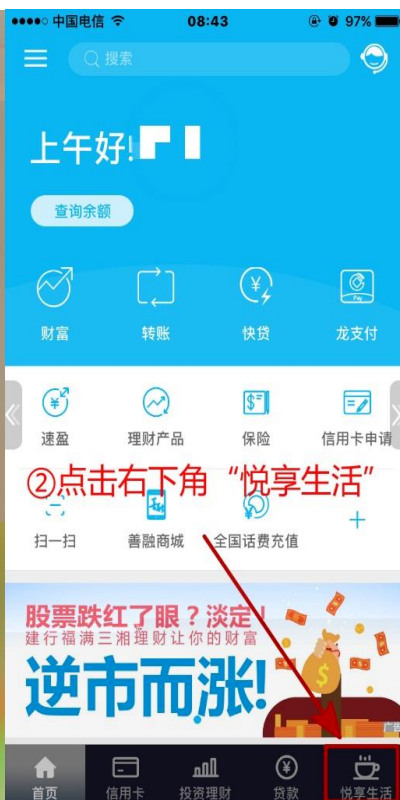 中国电信 08:43 97%
搜索
上午好!
查询余额
财富 转账 快贷 龙支付
速盈 理财产品 保险 信用卡申请
②点击右下角“悦享生活”
扫一扫 善融商城 全国话费充值
股票跌红了眼?淡定!
建行福满三湘理财让你的财富
逆市而涨!
广告
首页 信用卡 投资理财 贷款 悦享生活